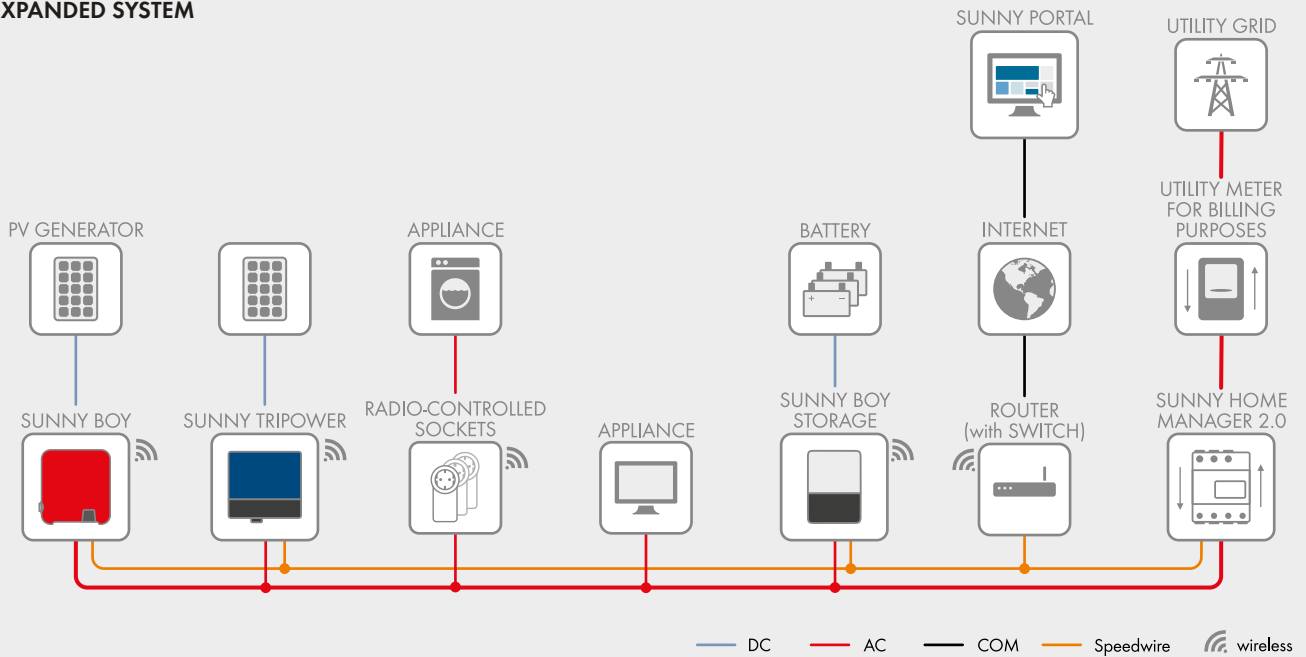 XPANDED SYSTEM
SUNNY PORTAL
UTILITY GRID
UTILITY METER
FOR BILLING
PURPOSES
PV GENERATOR
APPLIANCE
BATTERY
INTERNET
SUNNY BOY
SUNNY TRIPOWER
RADIO-CONTROLLED
SOCKETS
APPLIANCE
SUNNY BOY
STORAGE
ROUTER
(with SWITCH)
SUNNY HOME
MANAGER 2.0
DC
AC
COM
Speedwire
wireless